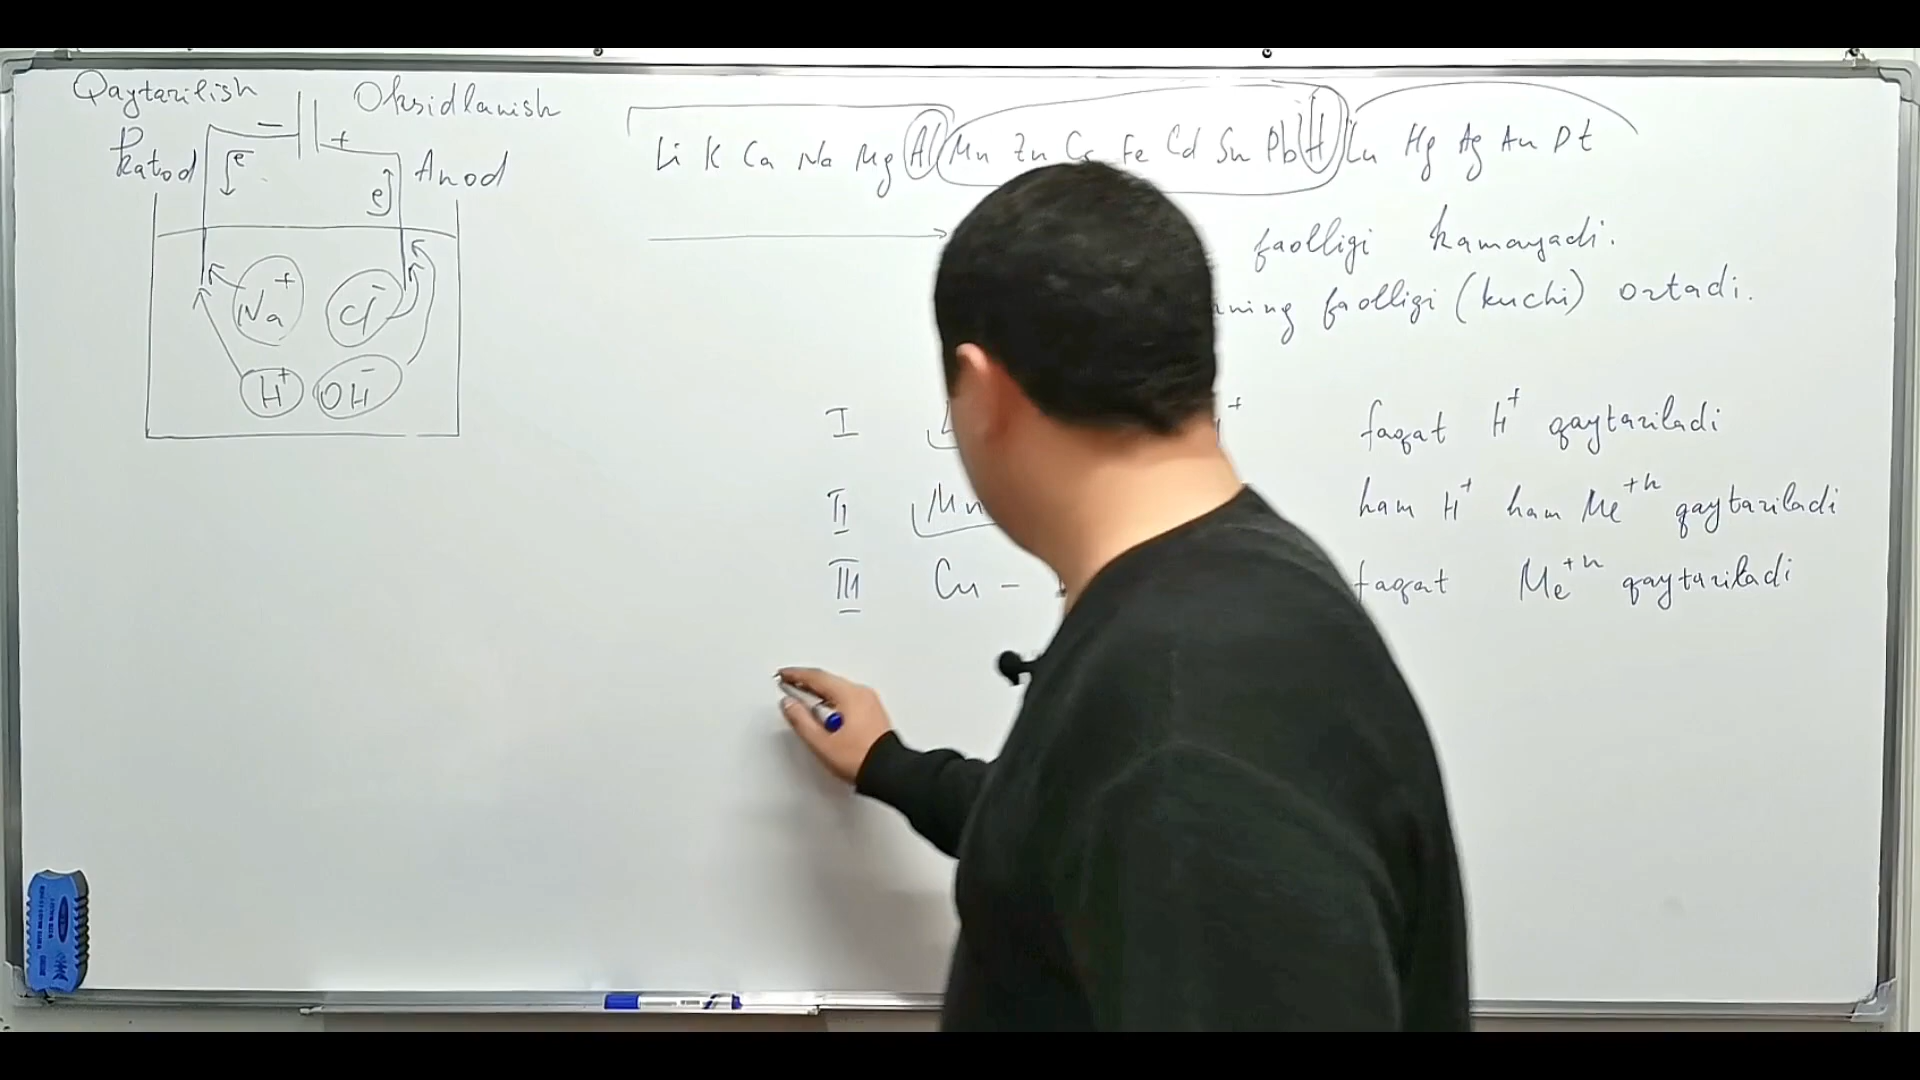 Qaytarilish Oksidlanish
Katod − + Anod
e e
Na⁺ Cl⁻
H⁺ OH⁻
Li K Ca Na Mg Al Mn Zn Cr Fe Cd Sn Pb H Cu Hg Ag Au Pt
faolligi kamayadi.
faolligi (kuchi) ortadi.
I faqat H⁺ qaytariladi
II Mn ham H⁺ ham Me⁺ⁿ qaytariladi
III Cu − faqat Me⁺ⁿ qaytariladi